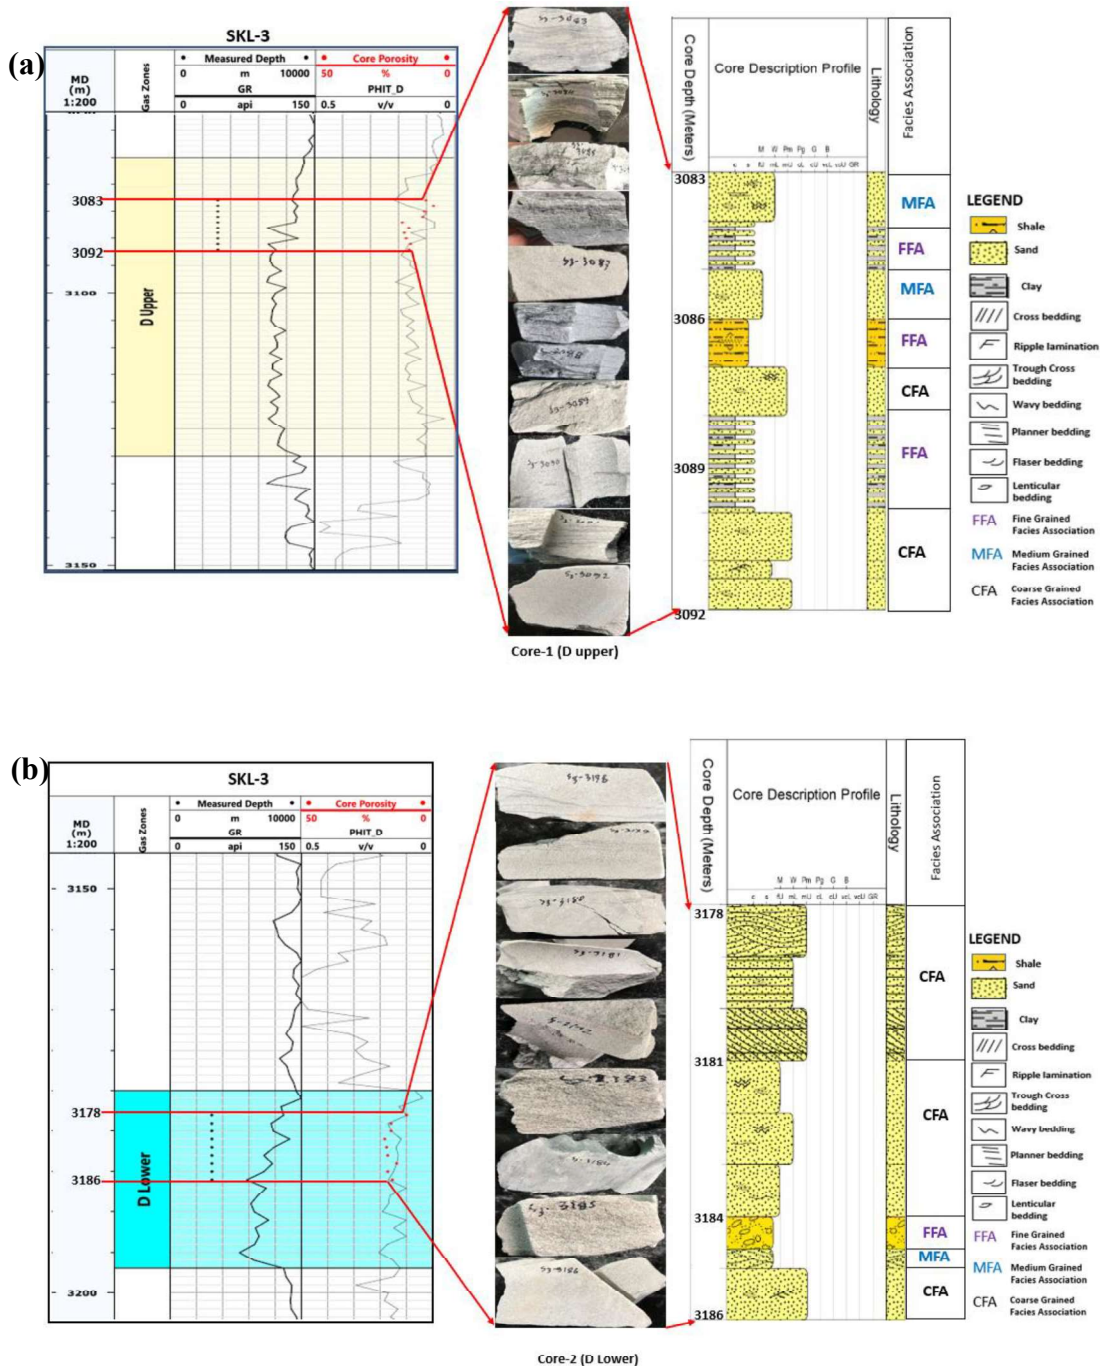 (a)
SKL-3
MD
(m)
1:200
Gas Zones
Measured Depth
0 m 10000
GR
0 api 150
Core Porosity
50 % 0
PHIT_D
0.5 v/v 0
3083
3092
3100
3150
D Upper
Core-1 (D upper)
Core Depth (Meters)
Core Description Profile
Lithology
Facies Association
M W Pm Pg G B
3083
3086
3089
3092
MFA
FFA
MFA
FFA
CFA
FFA
CFA
LEGEND
Shale
Sand
Clay
Cross bedding
Ripple lamination
Trough Cross
bedding
Wavy bedding
Planner bedding
Flaser bedding
Lenticular
bedding
FFA Fine Grained
Facies Association
MFA Medium Grained
Facies Association
CFA Coarse Grained
Facies Association
(b)
SKL-3
MD
(m)
1:200
Gas Zones
Measured Depth
0 m 10000
GR
0 api 150
Core Porosity
50 % 0
PHIT_D
0.5 v/v 0
3150
3178
3186
3200
D Lower
Core-2 (D Lower)
Core Depth (Meters)
Core Description Profile
Lithology
Facies Association
M W Pm Pg G B
3178
3181
3184
3186
CFA
CFA
FFA
MFA
CFA
LEGEND
Shale
Sand
Clay
Cross bedding
Ripple lamination
Trough Cross
bedding
Wavy bedding
Planner bedding
Flaser bedding
Lenticular
bedding
FFA Fine Grained
Facies Association
MFA Medium Grained
Facies Association
CFA Coarse Grained
Facies Association